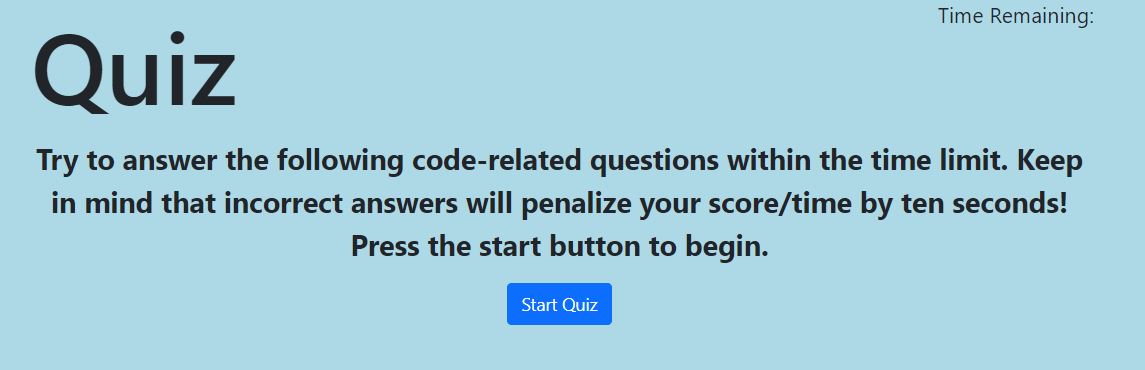 Time Remaining:
Quiz
Try to answer the following code-related questions within the time limit. Keep
in mind that incorrect answers will penalize your score/time by ten seconds!
Press the start button to begin.
Start Quiz